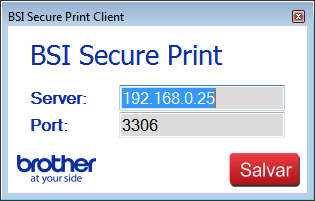 BSI Secure Print Client
BSI Secure Print
Server: 192.168.0.25
Port: 3306
brother
at your side
Salvar